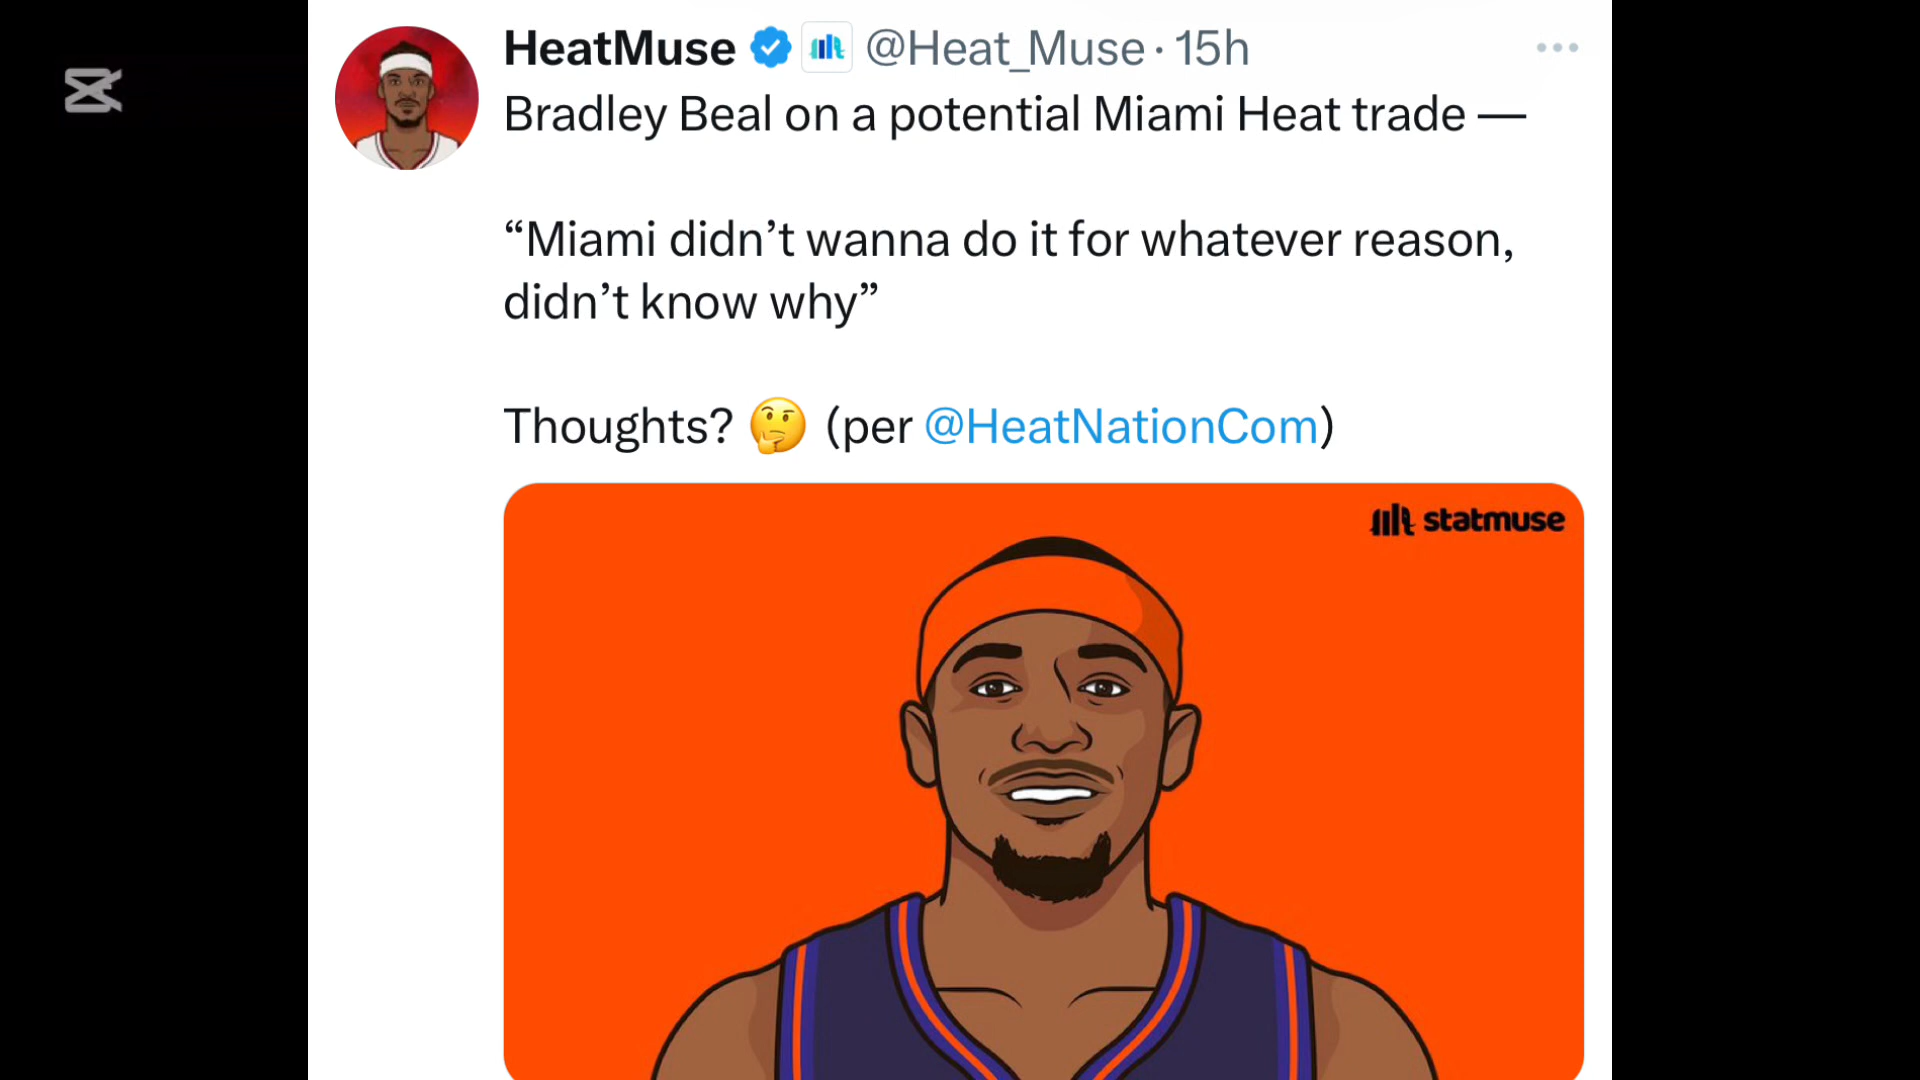 HeatMuse @Heat_Muse · 15h
Bradley Beal on a potential Miami Heat trade —
“Miami didn’t wanna do it for whatever reason,
didn’t know why”
Thoughts? 🤔 (per @HeatNationCom)
statmuse